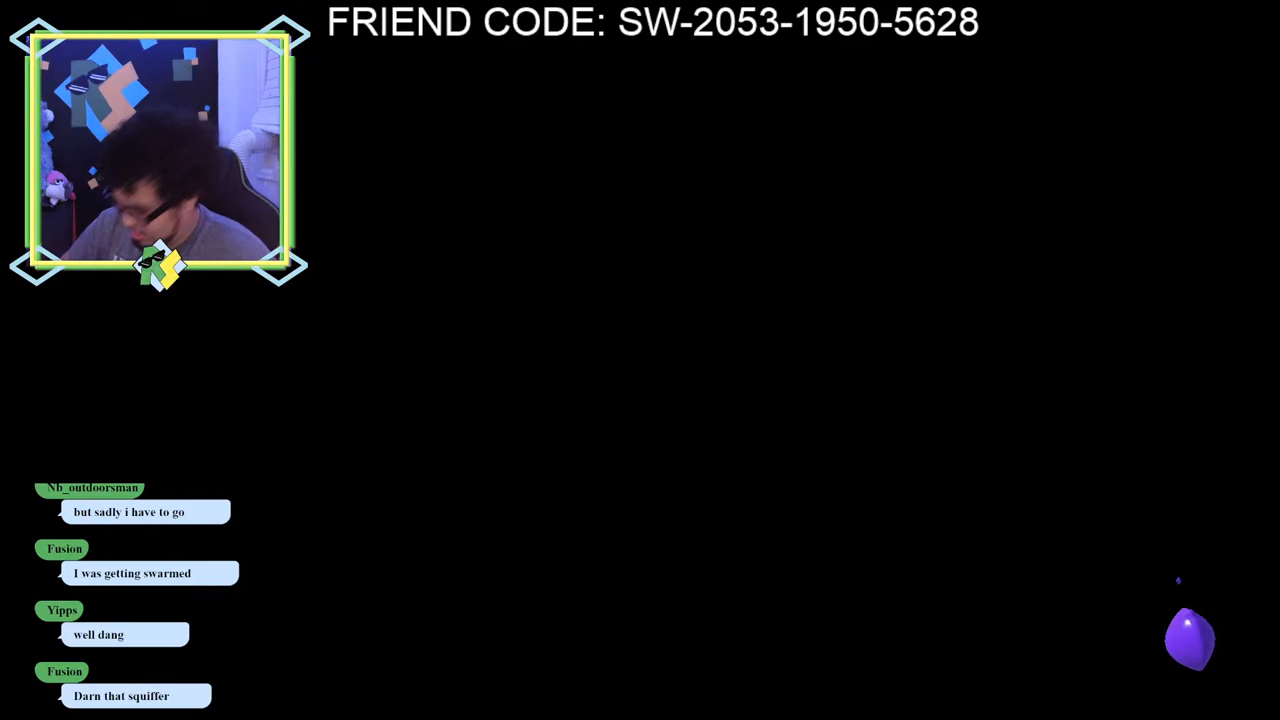 FRIEND CODE: SW-2053-1950-5628
Nb_outdoorsman
but sadly i have to go
Fusion
I was getting swarmed
Yipps
well dang
Fusion
Darn that squiffer